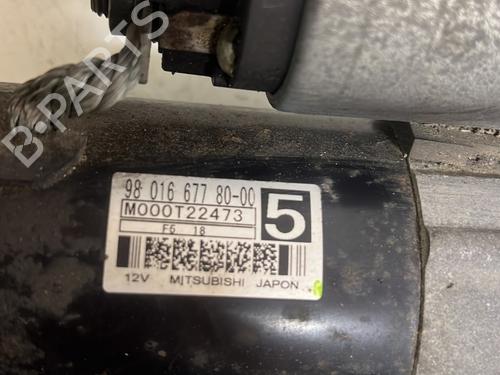 B-PARTS
98 016 677 80-00
M000T22473
5
F5 18
12V MITSUBISHI JAPON